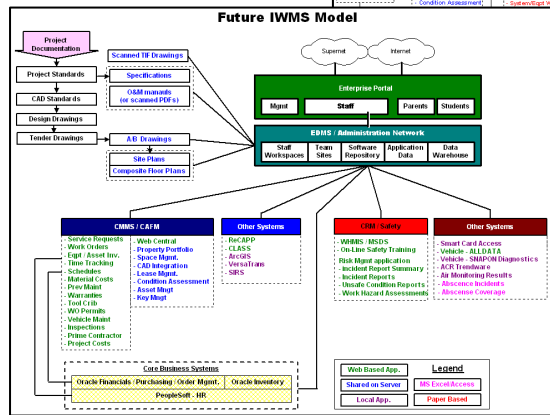 - Condition Assessment
- System/Eqpt W
Future IWMS Model
Project
Documentation
Project Standards
CAD Standards
Design Drawings
Tender Drawings
Scanned TIF Drawings
Specifications
O&M manauls
(or scanned PDFs)
A/B Drawings
Site Plans
Composite Floor Plans
Supernet
Internet
Enterprise Portal
Mgmt
Staff
Parents
Students
EDMS / Administration Network
Staff
Workspaces
Team
Sites
Software
Repository
Application
Data
Data
Warehouse
CMMS / CAFM
- Service Requests
- Work Orders
- Eqpt / Asset Inv.
- Time Tracking
- Schedules
- Material Costs
- Prev Maint
- Warranties
- Tool Crib
- WO Permits
- Vehicle Maint
- Inspections
- Prime Contractor
- Project Costs
- Web Central
- Property Portfolio
- Space Mgmt.
- CAD Integration
- Lease Mgmt.
- Condition Assessment
- Asset Mngt
- Key Mngt
Other Systems
- ReCAPP
- CLASS
- ArcGIS
- VersaTrans
- SIRS
CRM / Safety
- WHMIS / MSDS
- On-Line Safety Training
Risk Mgmt application
- Incident Report Summary
- Incident Reports
- Unsafe Condition Reports
- Work Hazard Assessments
Other Systems
- Smart Card Access
- Vehicle - ALLDATA
- Vehicle - SNAPON Diagnostics
- ACR Trendware
- Air Monitoring Results
- Abscence Incidents
- Abscense Coverage
Core Business Systems
Oracle Financials / Purchasing / Order Mgmt.
Oracle Inventory
PeopleSoft - HR
Legend
Web Based App.
Shared on Server
Local App.
MS Excel/Access
Paper Based